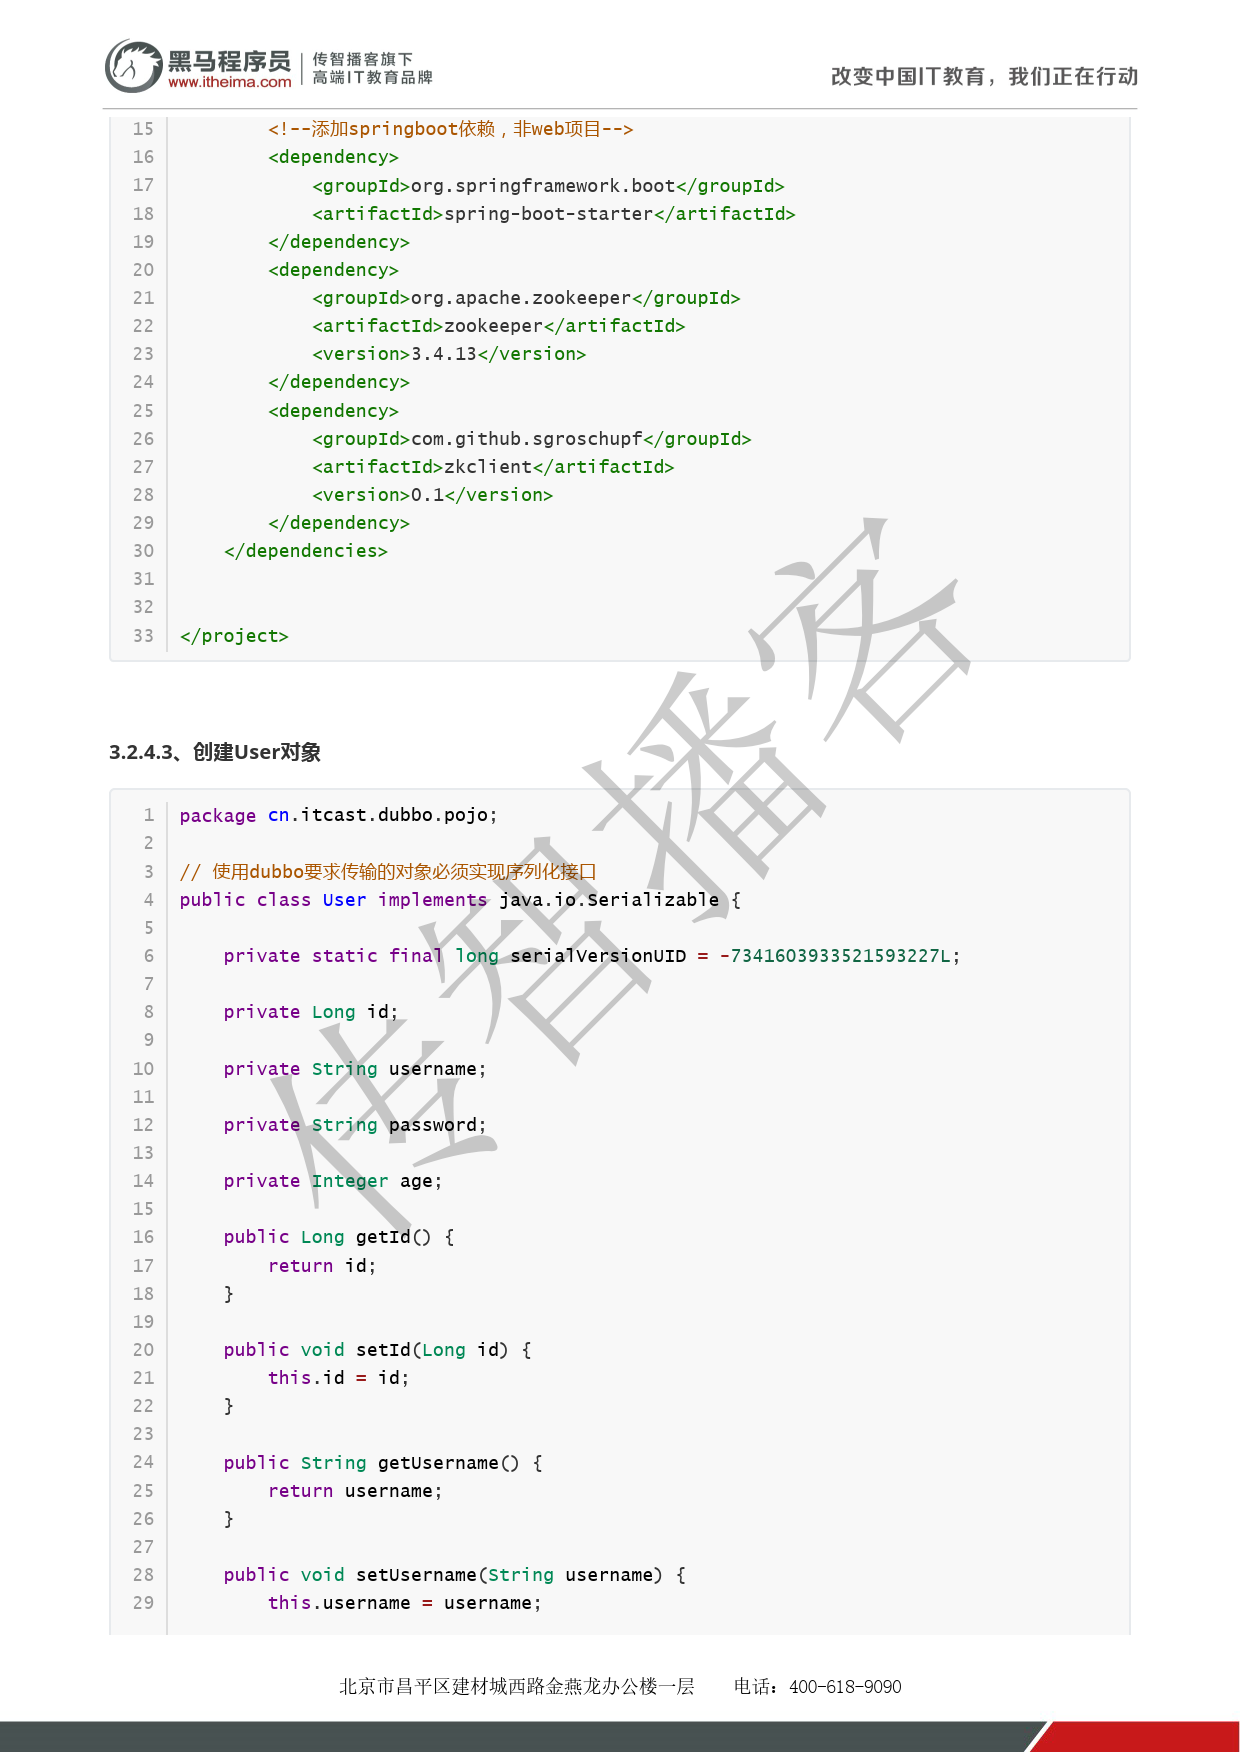 黑马程序员
www.itheima.com
传智播客旗下
高端IT教育品牌
改变中国IT教育，我们正在行动
15 <!--添加springboot依赖，非web项目-->
16 <dependency>
17 <groupId>org.springframework.boot</groupId>
18 <artifactId>spring-boot-starter</artifactId>
19 </dependency>
20 <dependency>
21 <groupId>org.apache.zookeeper</groupId>
22 <artifactId>zookeeper</artifactId>
23 <version>3.4.13</version>
24 </dependency>
25 <dependency>
26 <groupId>com.github.sgroschupf</groupId>
27 <artifactId>zkclient</artifactId>
28 <version>0.1</version>
29 </dependency>
30 </dependencies>
31
32
33 </project>
3.2.4.3、创建User对象
1 package cn.itcast.dubbo.pojo;
2
3 // 使用dubbo要求传输的对象必须实现序列化接口
4 public class User implements java.io.Serializable {
5
6 private static final long serialVersionUID = -7341603933521593227L;
7
8 private Long id;
9
10 private String username;
11
12 private String password;
13
14 private Integer age;
15
16 public Long getId() {
17 return id;
18 }
19
20 public void setId(Long id) {
21 this.id = id;
22 }
23
24 public String getUsername() {
25 return username;
26 }
27
28 public void setUsername(String username) {
29 this.username = username;
传智播客
北京市昌平区建材城西路金燕龙办公楼一层 电话：400-618-9090